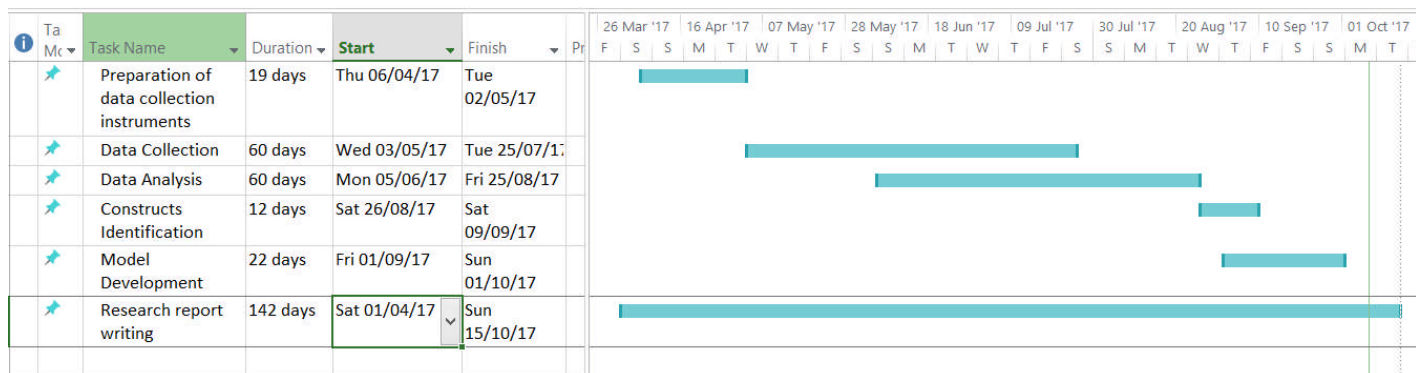 Ta
Mc Task Name Duration Start Finish Pr
26 Mar '17 16 Apr '17 07 May '17 28 May '17 18 Jun '17 09 Jul '17 30 Jul '17 20 Aug '17 10 Sep '17 01 Oct '17
F S S M T W T F S S M T W T F S S M T W T F S S M T
Preparation of 19 days Thu 06/04/17 Tue
data collection 02/05/17
instruments
Data Collection 60 days Wed 03/05/17 Tue 25/07/17
Data Analysis 60 days Mon 05/06/17 Fri 25/08/17
Constructs 12 days Sat 26/08/17 Sat
Identification 09/09/17
Model 22 days Fri 01/09/17 Sun
Development 01/10/17
Research report 142 days Sat 01/04/17 Sun
writing 15/10/17